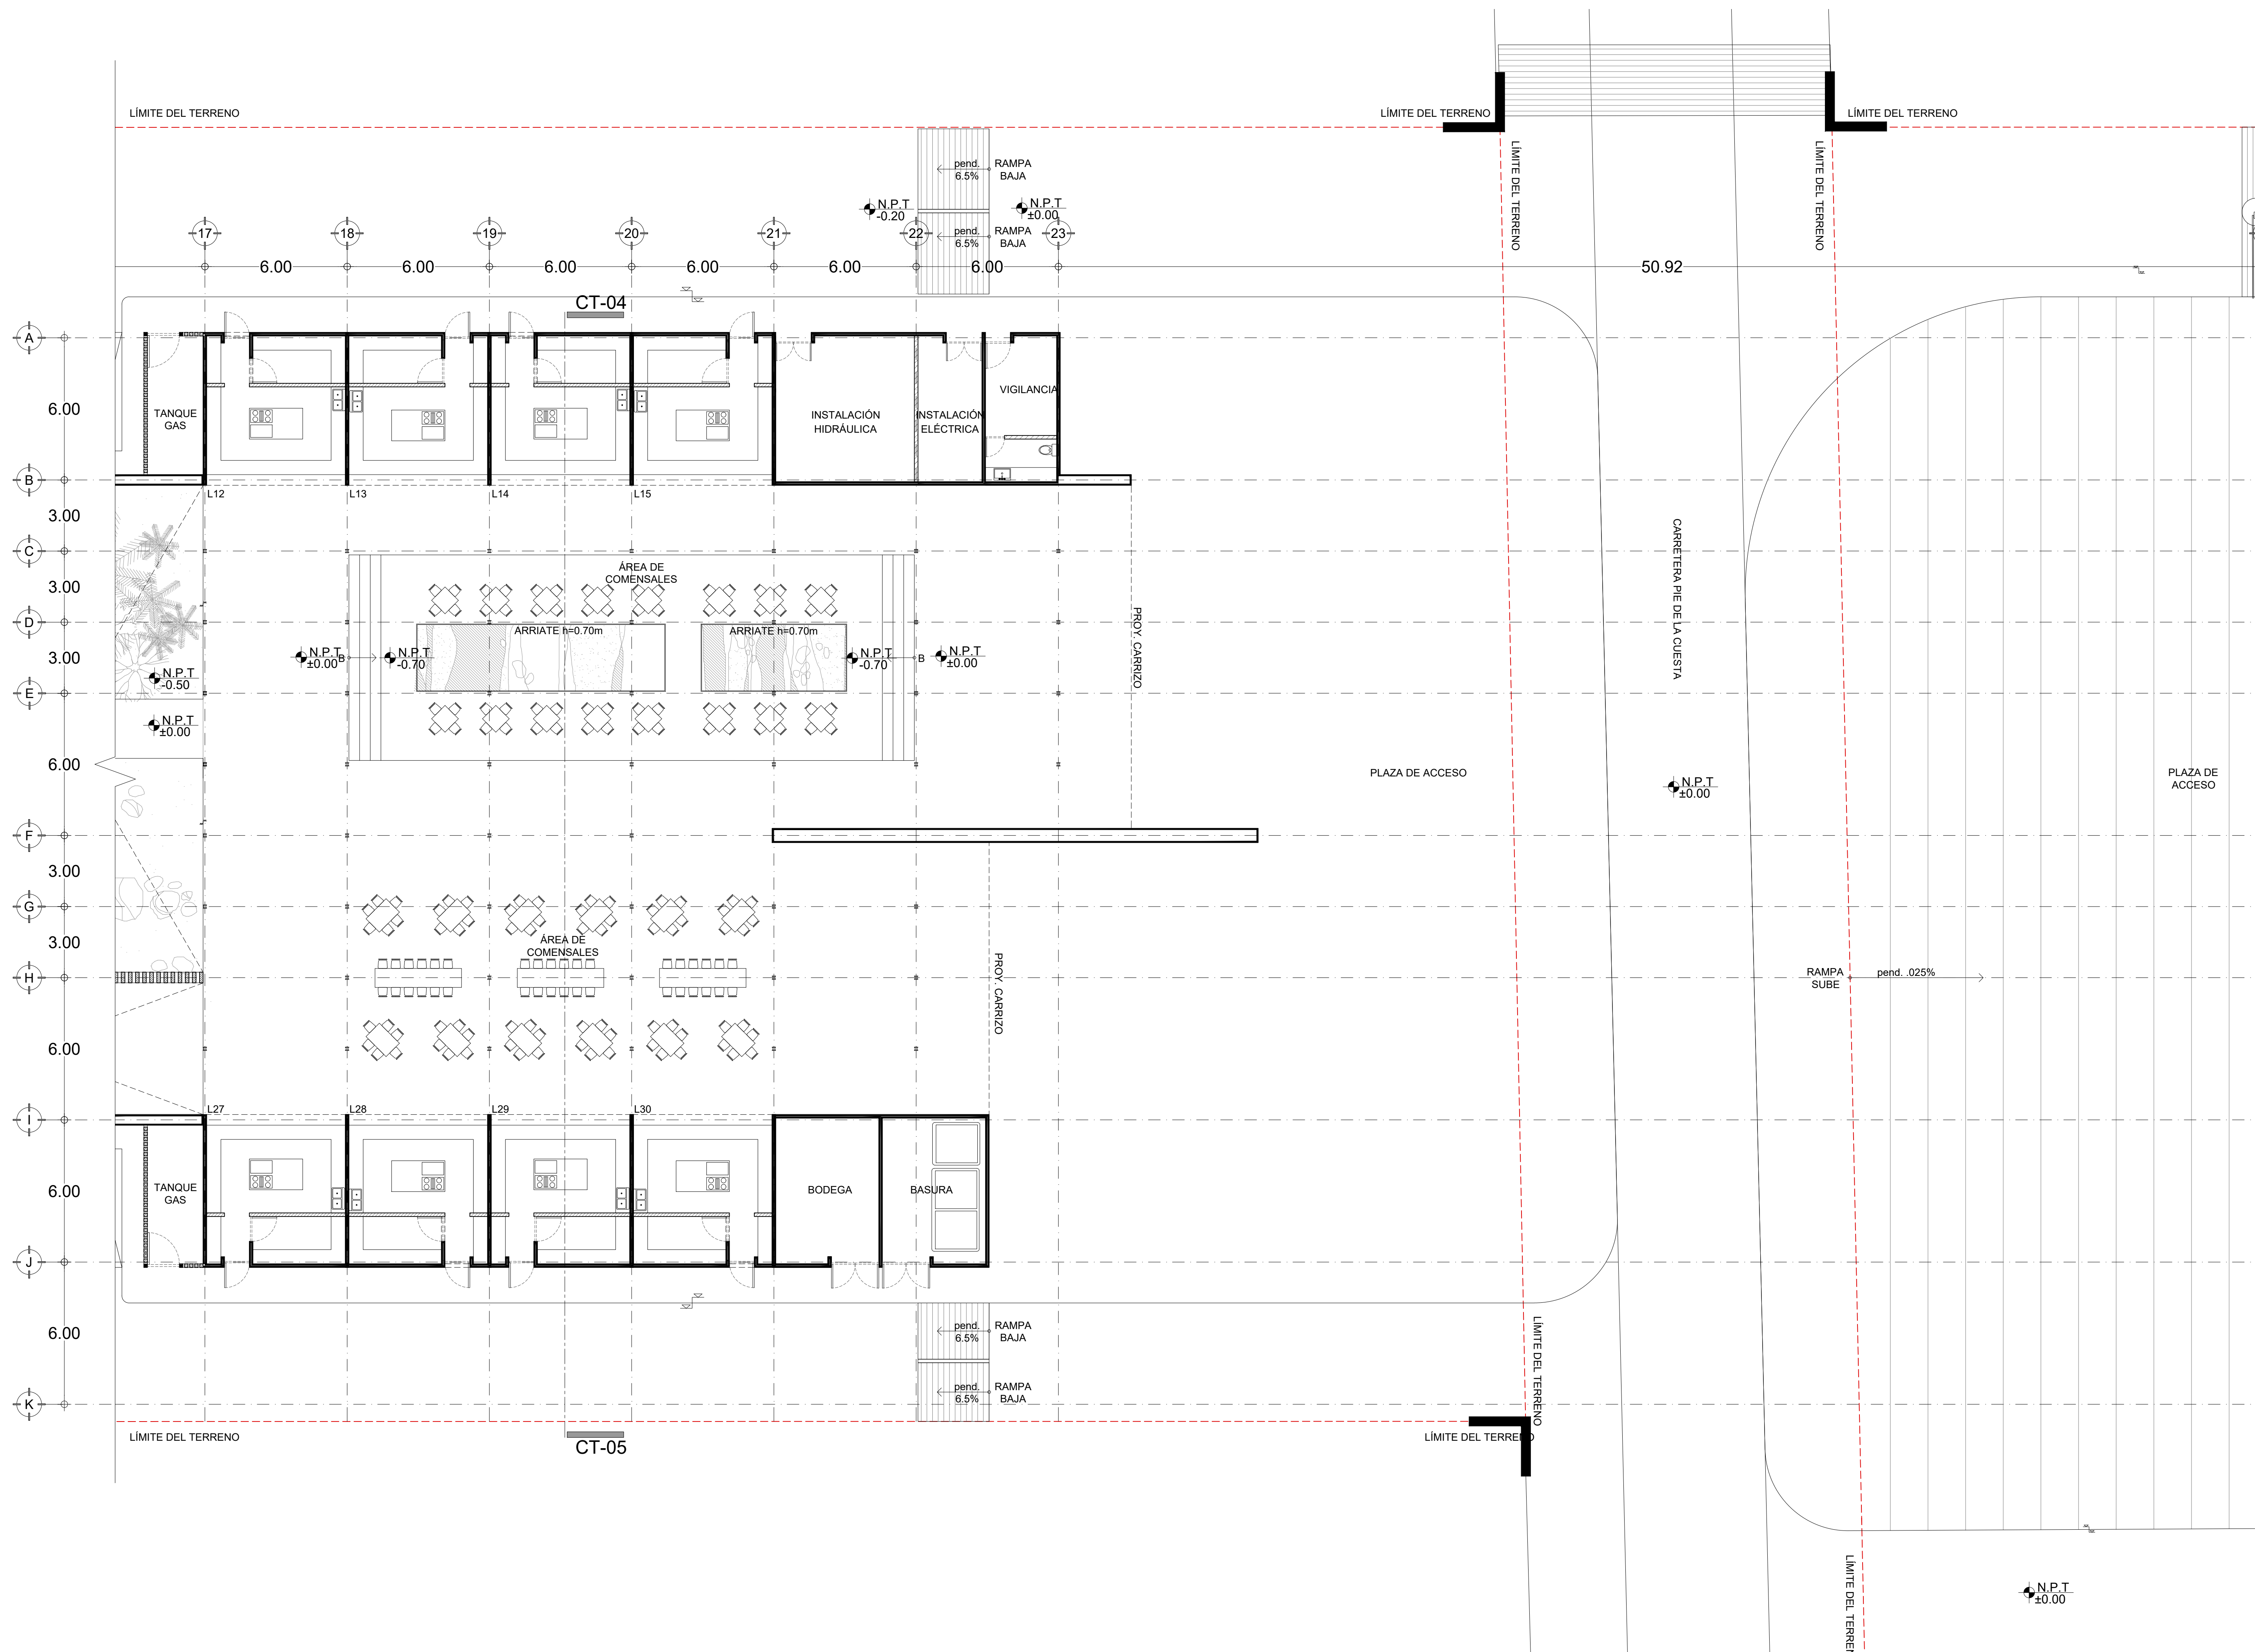 LÍMITE DEL TERRENO
LÍMITE DEL TERRENO
LÍMITE DEL TERRENO
LÍMITE DEL TERRENO
LÍMITE DEL TERRENO
pend.
6.5%
RAMPA
BAJA
N.P.T
-0.20
N.P.T
±0.00
pend.
6.5%
RAMPA
BAJA
17
18
19
20
21
22
23
6.00
6.00
6.00
6.00
6.00
6.00
50.92
CT-04
A
6.00
TANQUE
GAS
INSTALACIÓN
HIDRÁULICA
INSTALACIÓN
ELÉCTRICA
VIGILANCIA
B
L12
L13
L14
L15
3.00
C
3.00
ÁREA DE
COMENSALES
D
ARRIATE h=0.70m
ARRIATE h=0.70m
PROY. CARRIZO
CARRETERA PIE DE LA CUESTA
3.00
N.P.T
±0.00
B
N.P.T
-0.70
N.P.T
-0.70
B
N.P.T
±0.00
N.P.T
-0.50
E
N.P.T
±0.00
6.00
PLAZA DE ACCESO
N.P.T
±0.00
PLAZA DE
ACCESO
F
3.00
G
3.00
ÁREA DE
COMENSALES
PROY. CARRIZO
H
RAMPA
SUBE
pend. .025%
6.00
I
L27
L28
L29
L30
6.00
TANQUE
GAS
BODEGA
BASURA
J
6.00
pend.
6.5%
RAMPA
BAJA
pend.
6.5%
RAMPA
BAJA
K
LÍMITE DEL TERRENO
LÍMITE DEL TERRENO
CT-05
LÍMITE DEL TERRENO
LÍMITE DEL TERREN
N.P.T
±0.00